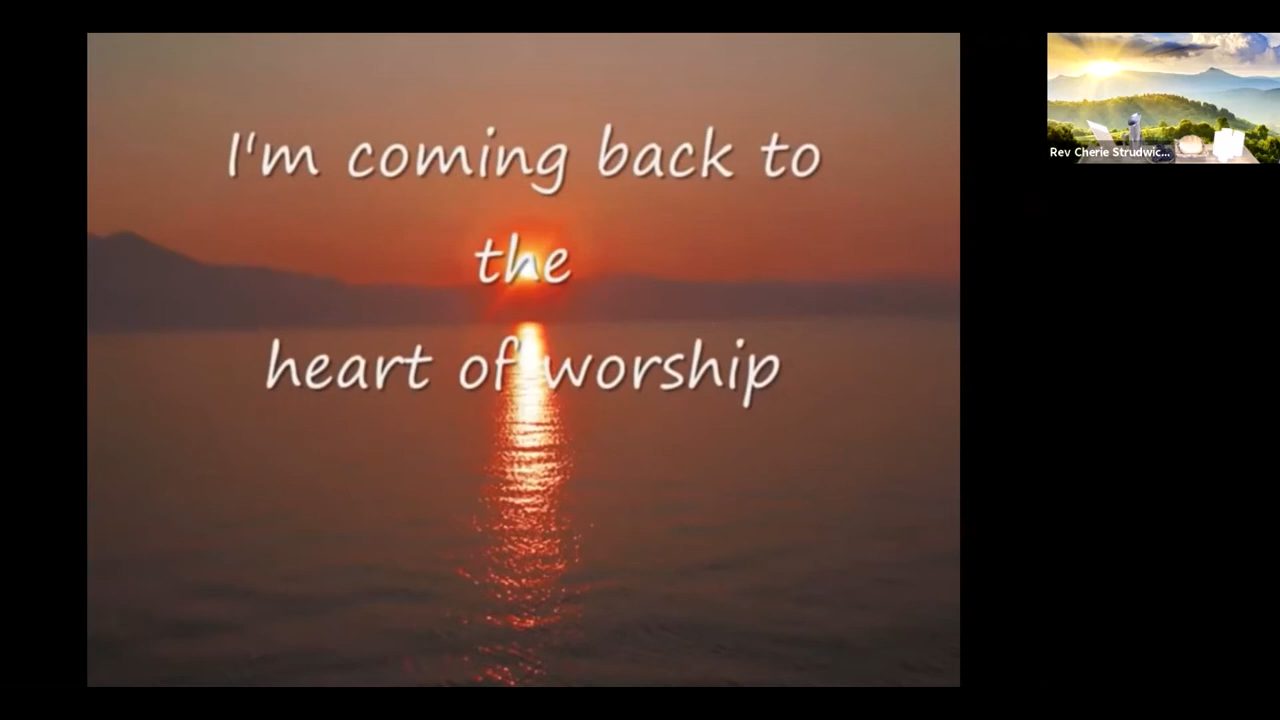 I'm coming back to
the
heart of worship
Rev Cherie Strudwic...